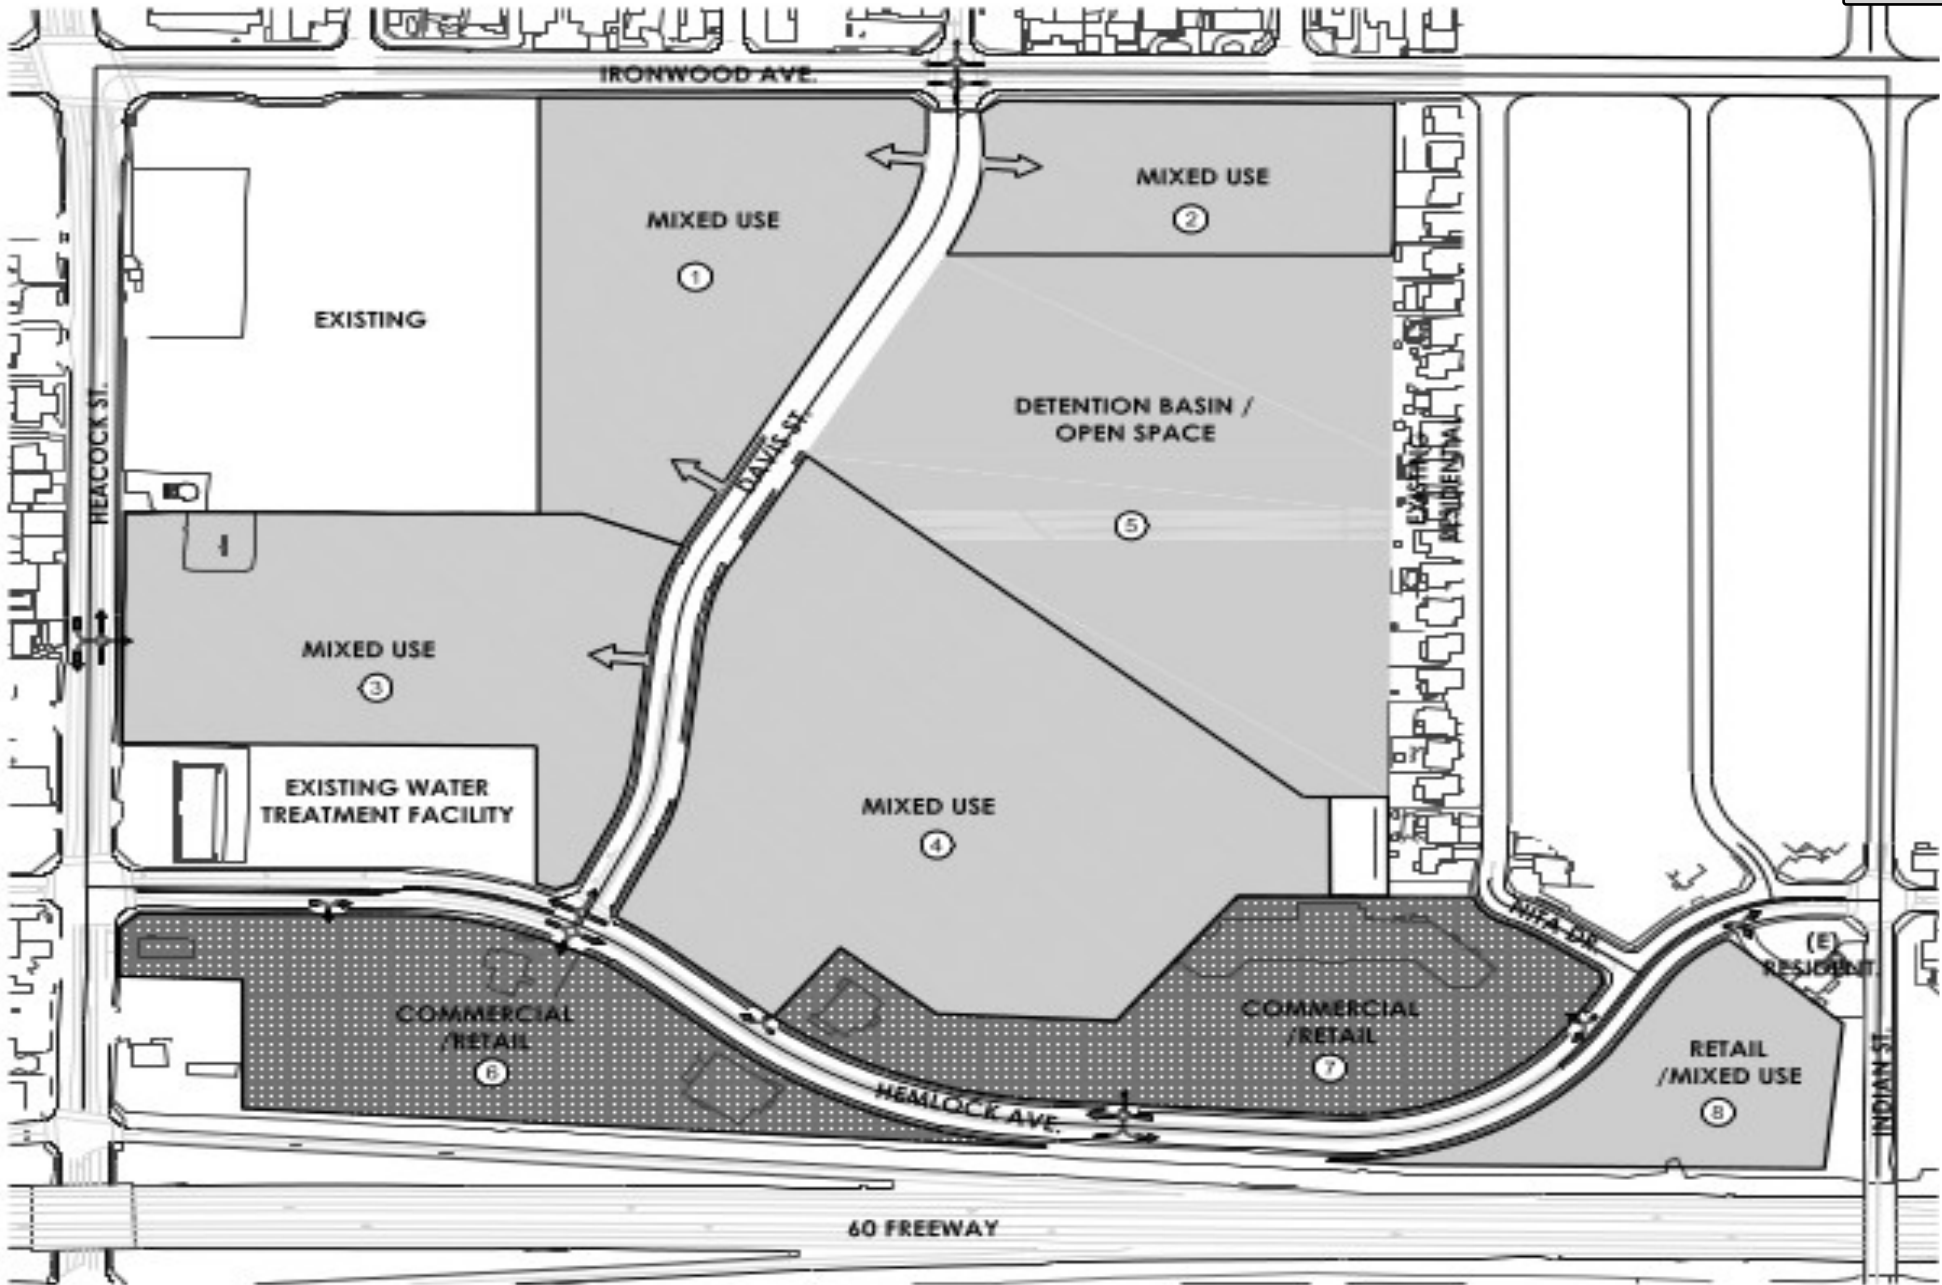 IRONWOOD AVE.
MIXED USE
2
MIXED USE
1
EXISTING
HEACOCK ST.
DAVIS ST.
DETENTION BASIN /
OPEN SPACE
5
EXISTING
RESIDENTIAL
MIXED USE
3
EXISTING WATER
TREATMENT FACILITY
MIXED USE
4
NITA DR.
(E)
RESIDENT.
COMMERCIAL
/RETAIL
6
COMMERCIAL
/RETAIL
7
RETAIL
/MIXED USE
8
HEMLOCK AVE.
INDIAN ST.
60 FREEWAY